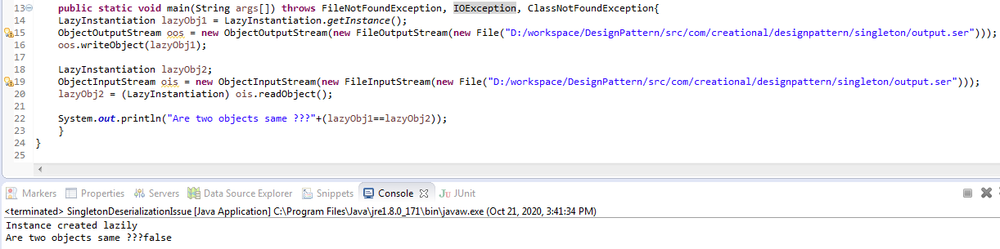 13 public static void main(String args[]) throws FileNotFoundException, IOException, ClassNotFoundException{
14 LazyInstantiation lazyObj1 = LazyInstantiation.getInstance();
15 ObjectOutputStream oos = new ObjectOutputStream(new FileOutputStream(new File("D:/workspace/DesignPattern/src/com/creational/designpattern/singleton/output.ser")));
16 oos.writeObject(lazyObj1);
17
18 LazyInstantiation lazyObj2;
19 ObjectInputStream ois = new ObjectInputStream(new FileInputStream(new File("D:/workspace/DesignPattern/src/com/creational/designpattern/singleton/output.ser")));
20 lazyObj2 = (LazyInstantiation) ois.readObject();
21
22 System.out.println("Are two objects same ???"+(lazyObj1==lazyObj2));
23 }
24 }
25
Markers Properties Servers Data Source Explorer Snippets Console JU JUnit
<terminated> SingletonDeserializationIssue [Java Application] C:\Program Files\Java\jre1.8.0_171\bin\javaw.exe (Oct 21, 2020, 3:41:34 PM)
Instance created lazily
Are two objects same ???false